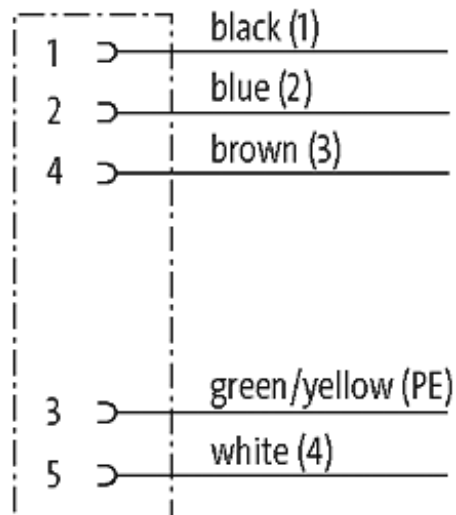 1 black (1)
2 blue (2)
4 brown (3)
3 green/yellow (PE)
5 white (4)